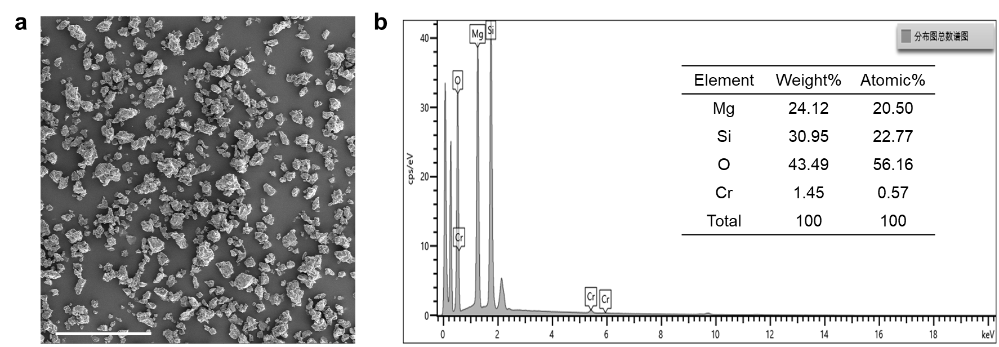 a
b
分布图总数谱图
cps/eV
40
30
20
10
0
Mg
Si
O
Cr
Cr
Cr
Element Weight% Atomic%
Mg 24.12 20.50
Si 30.95 22.77
O 43.49 56.16
Cr 1.45 0.57
Total 100 100
0 2 4 6 8 10 12 14 16 18 keV